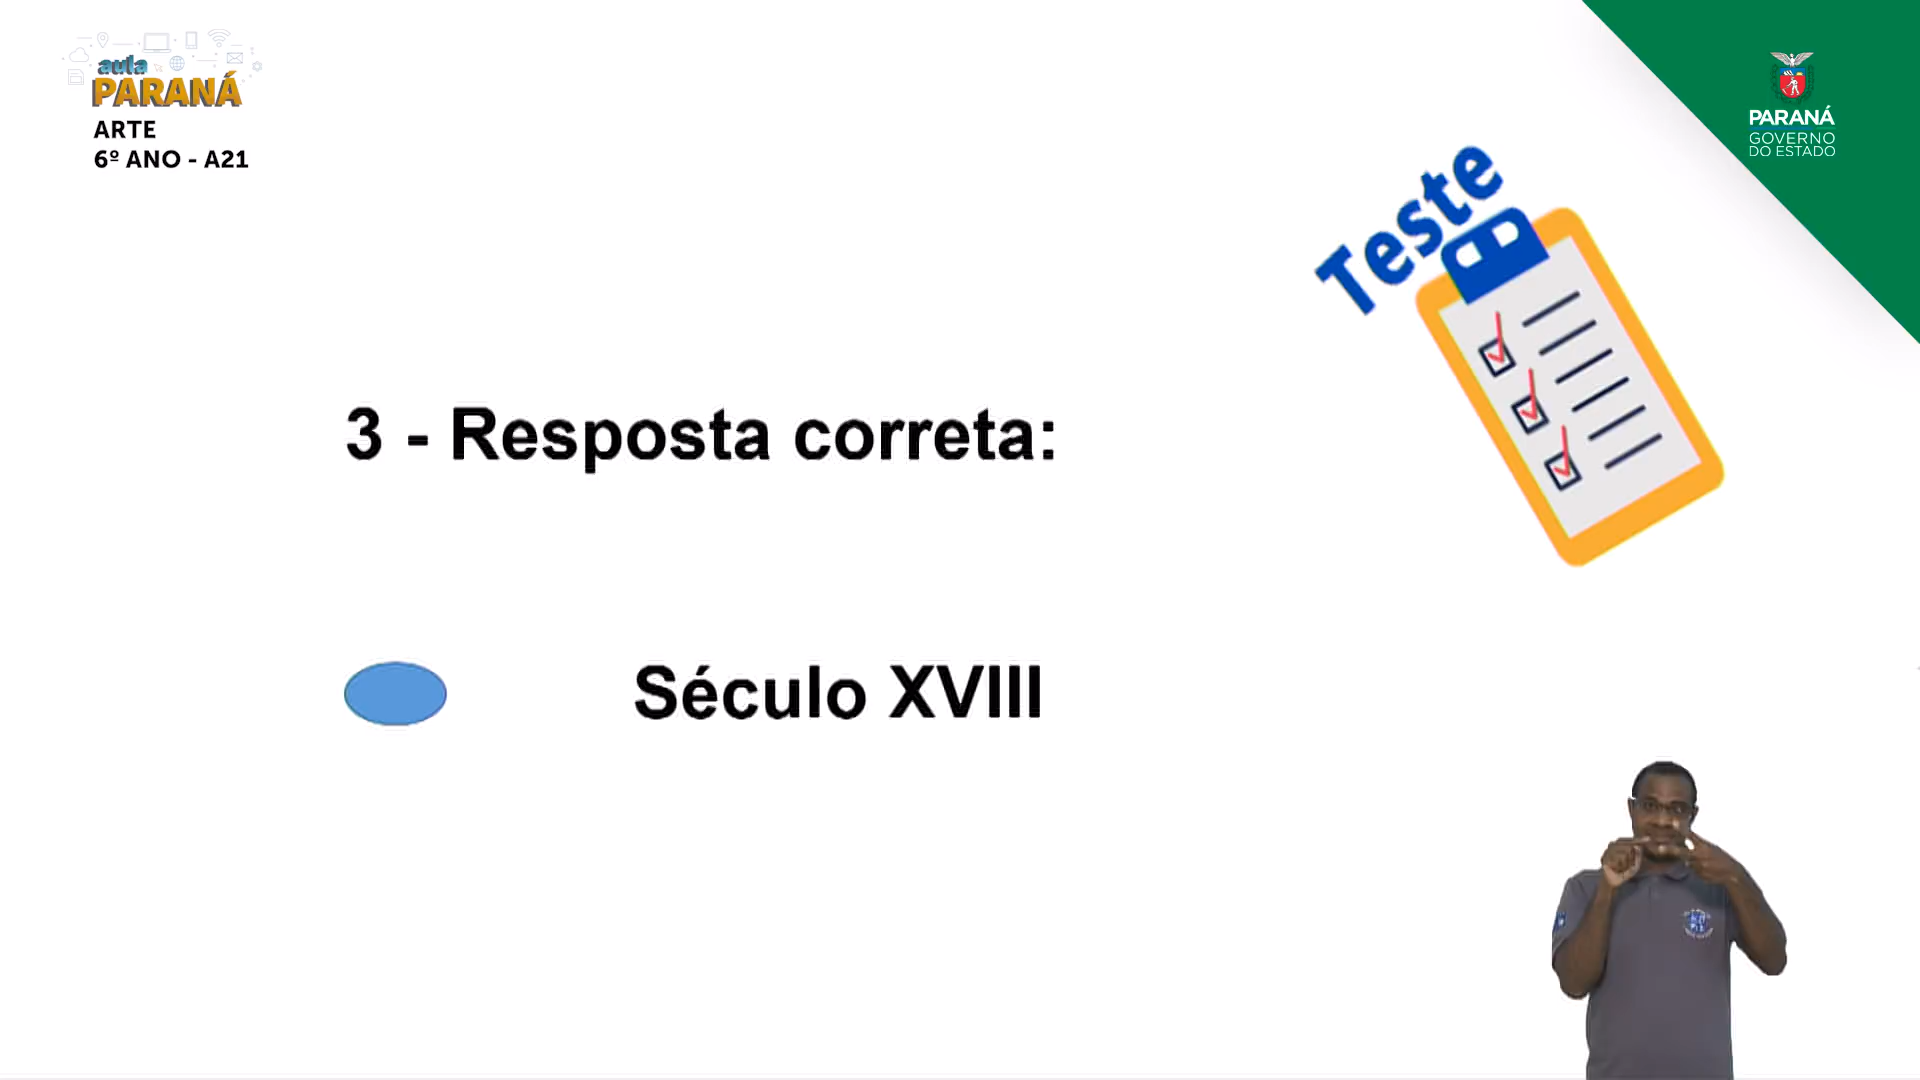 aula
PARANÁ
ARTE
6º ANO - A21
PARANÁ
GOVERNO
DO ESTADO
Teste
3 - Resposta correta:
Século XVIII